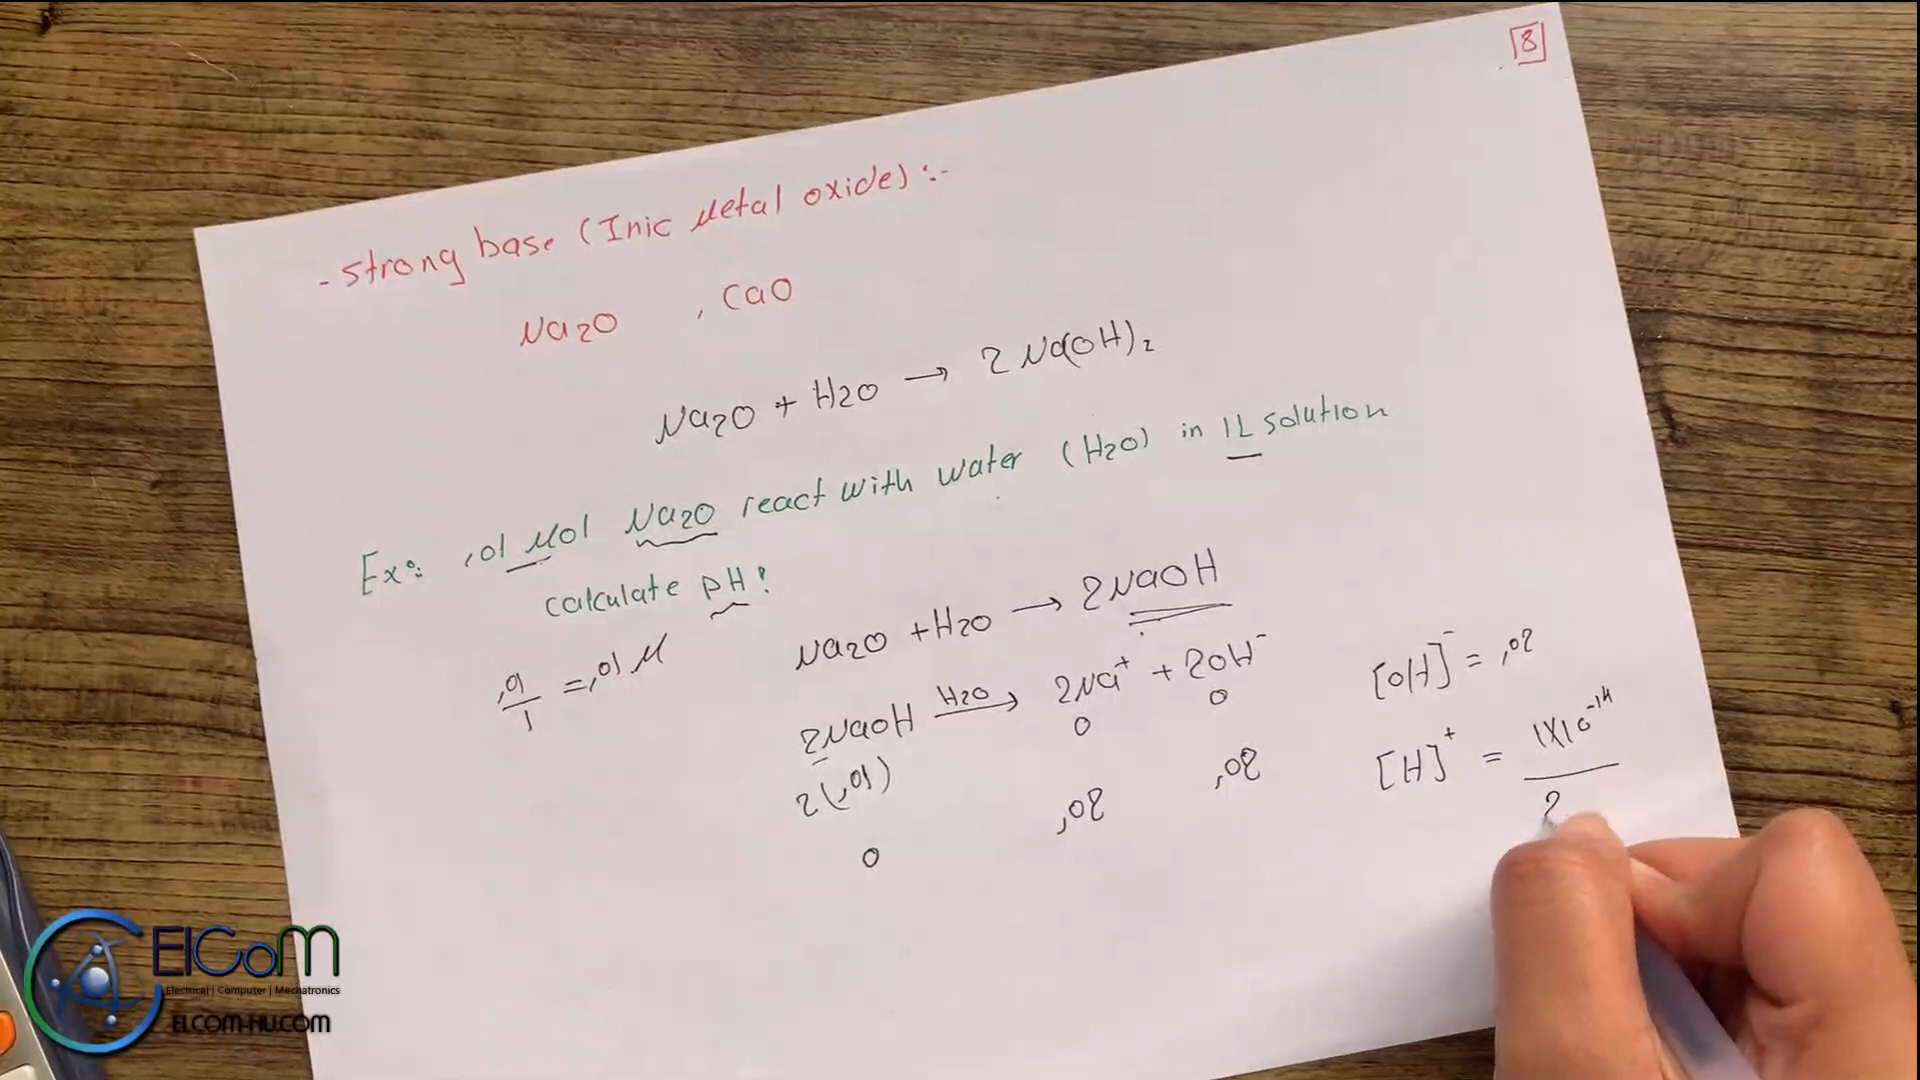 8
- strong base (Inic Metal oxide) :-
Na2O , CaO
Na2O + H2O → 2 Na(OH)2
Ex: ,01 Mol Na2O react with water (H2O) in 1L solution
calculate pH?
,01/1 = ,01 M
Na2O + H2O → 2NaOH
2NaOH H2O→ 2Na+ + 2OH-
0 0
2(,01)
0 ,02 ,02
[OH]- = ,02
[H]+ = 1X10-14
2
ElCoM
Electrical | Computer | Mechatronics
ELCOM-HU.COM